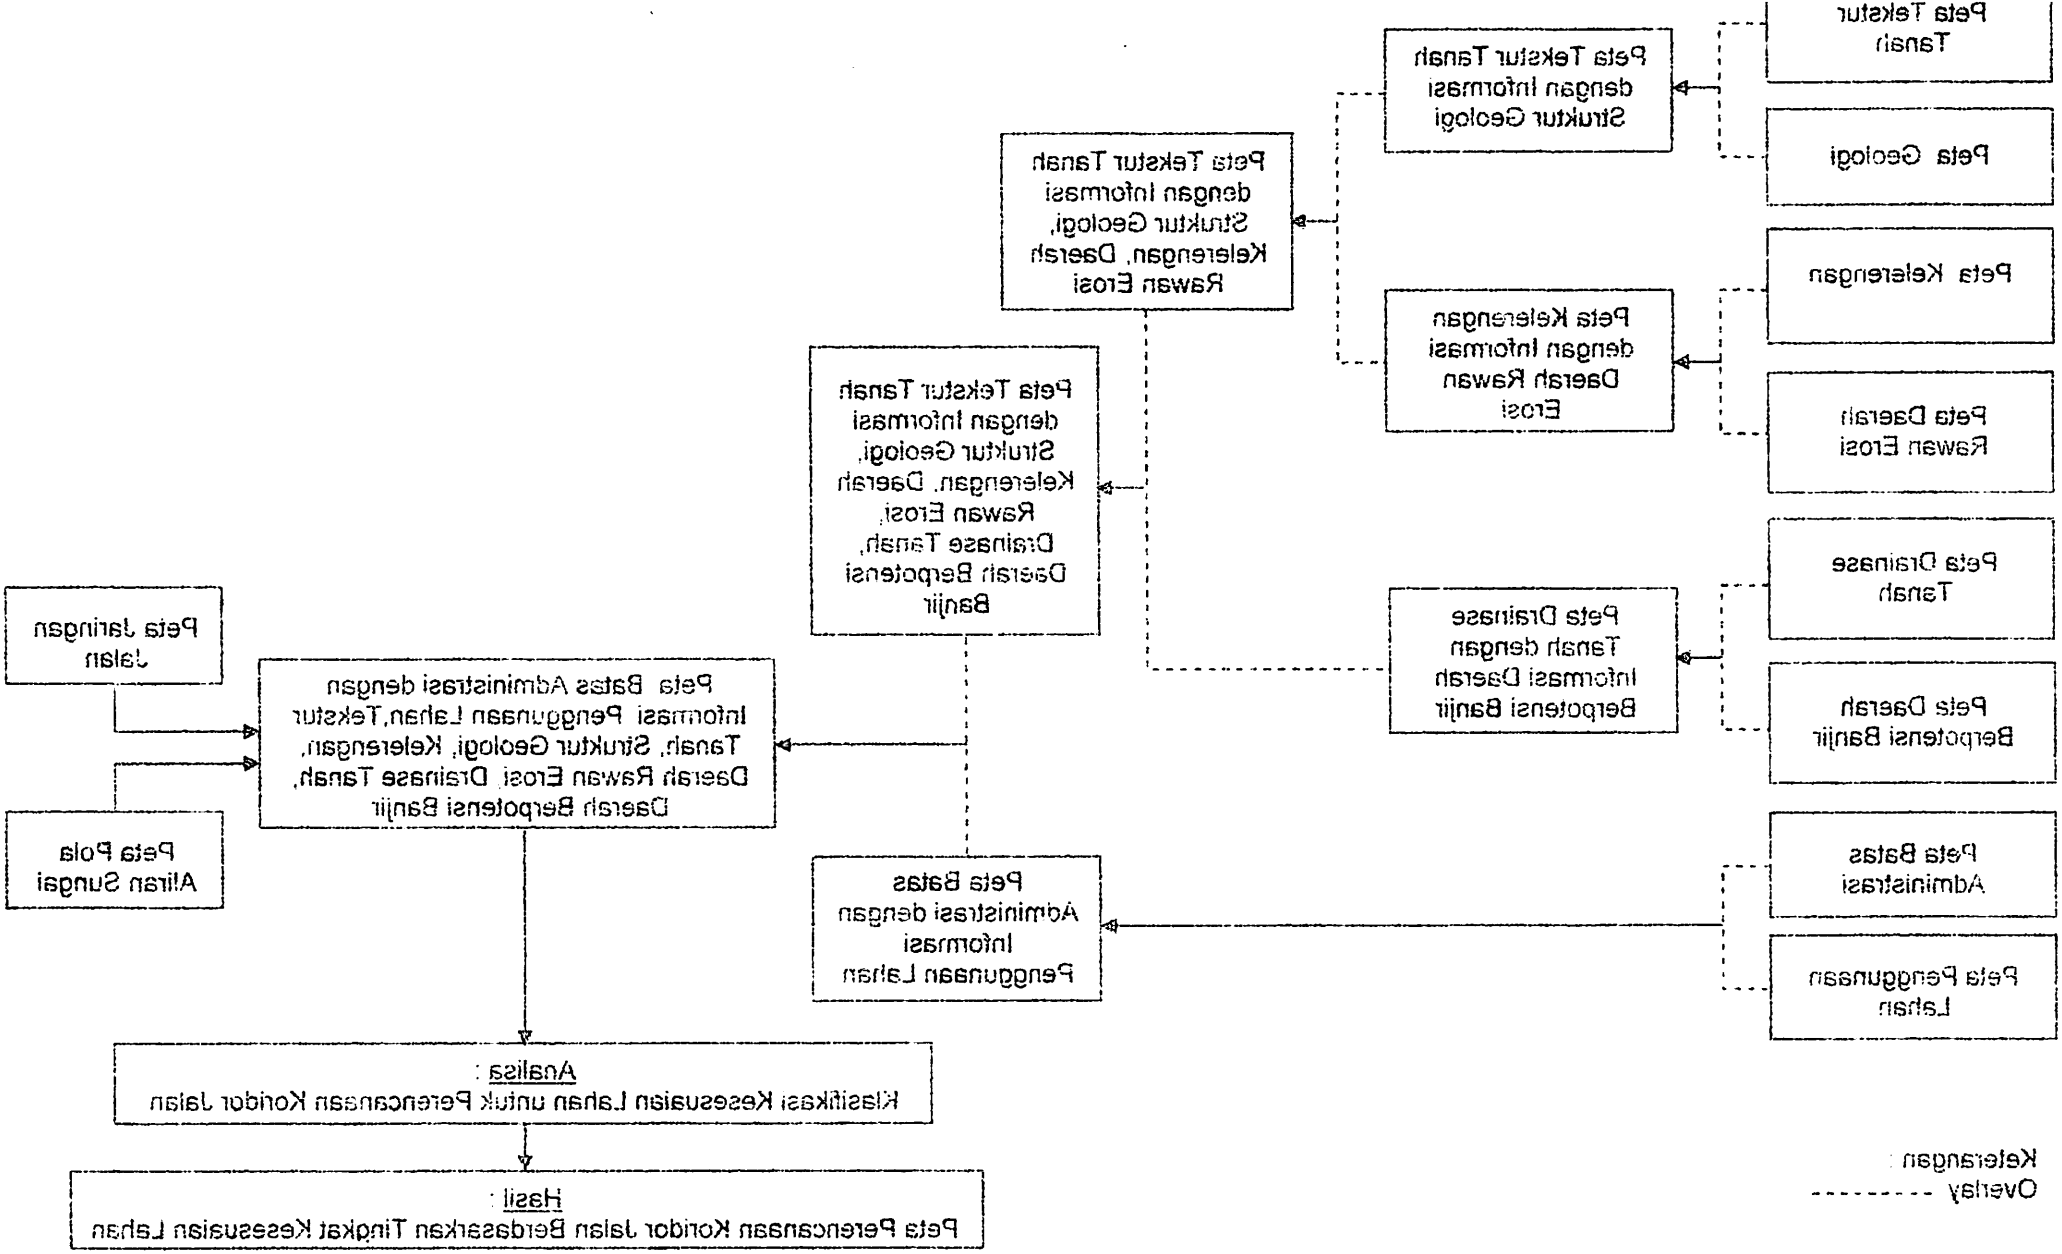 Peta Tekstur
Tanah
Peta Geologi
Peta Kelerengan
Peta Daerah
Rawan Erosi
Peta Drainase
Tanah
Peta Daerah
Berpotensi Banjir
Peta Batas
Administrasi
Peta Penggunaan
Lahan
Peta Tekstur Tanah
dengan Informasi
Struktur Geologi
Peta Kelerengan
dengan Informasi
Daerah Rawan
Erosi
Peta Drainase
Tanah dengan
Informasi Daerah
Berpotensi Banjir
Peta Tekstur Tanah
dengan Informasi
Struktur Geologi,
Kelerengan, Daerah
Rawan Erosi
Peta Tekstur Tanah
dengan Informasi
Struktur Geologi,
Kelerengan, Daerah
Rawan Erosi,
Drainase Tanah,
Daerah Berpotensi
Banjir
Peta Batas
Administrasi dengan
Informasi
Penggunaan Lahan
Peta Batas Administrasi dengan
Informasi Penggunaan Lahan,Tekstur
Tanah, Struktur Geologi, Kelerengan,
Daerah Rawan Erosi, Drainase Tanah,
Daerah Berpotensi Banjir
Peta Jaringan
Jalan
Peta Pola
Aliran Sungai
Analisa :
Klasifikasi Kesesuaian Lahan untuk Perencanaan Koridor Jalan
Hasil :
Peta Perencanaan Koridor Jalan Berdasarkan Tingkat Kesesuaian Lahan
Keterangan :
Overlay